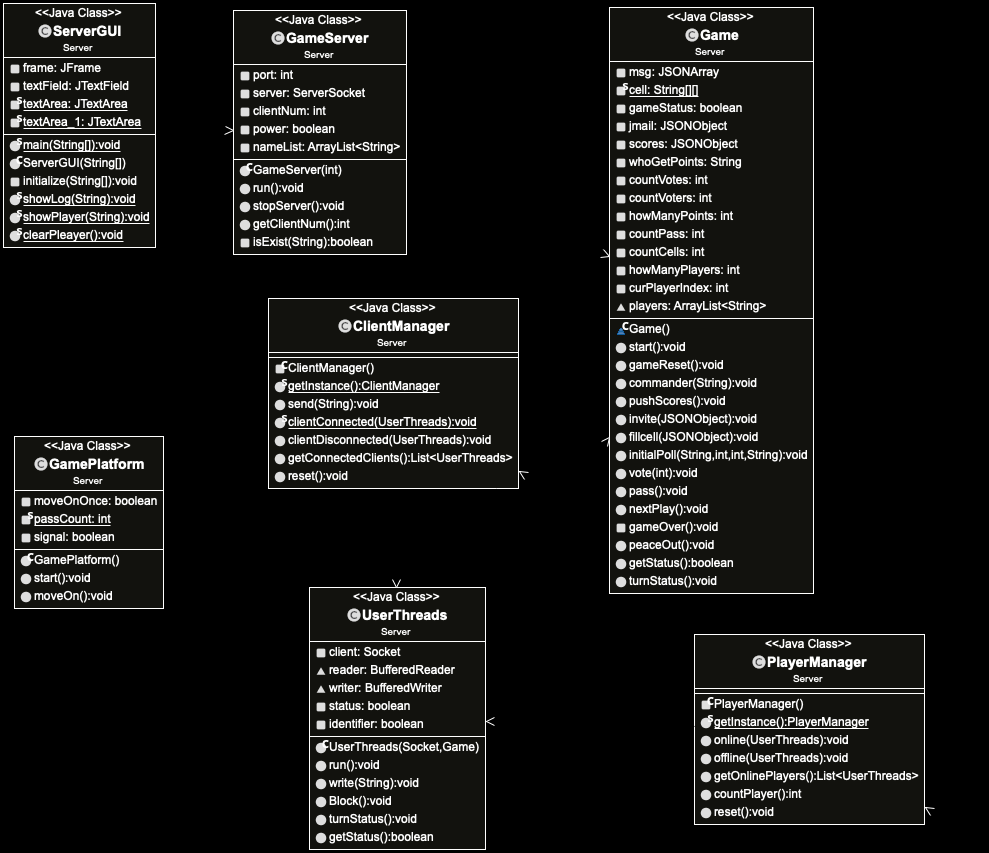 <<Java Class>>
ServerGUI
Server
frame: JFrame
textField: JTextField
textArea: JTextArea
textArea_1: JTextArea
main(String[]):void
ServerGUI(String[])
initialize(String[]):void
showLog(String):void
showPlayer(String):void
clearPleayer():void
<<Java Class>>
GameServer
Server
port: int
server: ServerSocket
clientNum: int
power: boolean
nameList: ArrayList<String>
GameServer(int)
run():void
stopServer():void
getClientNum():int
isExist(String):boolean
<<Java Class>>
Game
Server
msg: JSONArray
cell: String[][]
gameStatus: boolean
jmail: JSONObject
scores: JSONObject
whoGetPoints: String
countVotes: int
countVoters: int
howManyPoints: int
countPass: int
countCells: int
howManyPlayers: int
curPlayerIndex: int
players: ArrayList<String>
Game()
start():void
gameReset():void
commander(String):void
pushScores():void
invite(JSONObject):void
fillcell(JSONObject):void
initialPoll(String,int,int,String):void
vote(int):void
pass():void
nextPlay():void
gameOver():void
peaceOut():void
getStatus():boolean
turnStatus():void
<<Java Class>>
ClientManager
Server
ClientManager()
getInstance():ClientManager
send(String):void
clientConnected(UserThreads):void
clientDisconnected(UserThreads):void
getConnectedClients():List<UserThreads>
reset():void
<<Java Class>>
GamePlatform
Server
moveOnOnce: boolean
passCount: int
signal: boolean
GamePlatform()
start():void
moveOn():void
<<Java Class>>
UserThreads
Server
client: Socket
reader: BufferedReader
writer: BufferedWriter
status: boolean
identifier: boolean
UserThreads(Socket,Game)
run():void
write(String):void
Block():void
turnStatus():void
getStatus():boolean
<<Java Class>>
PlayerManager
Server
PlayerManager()
getInstance():PlayerManager
online(UserThreads):void
offline(UserThreads):void
getOnlinePlayers():List<UserThreads>
countPlayer():int
reset():void